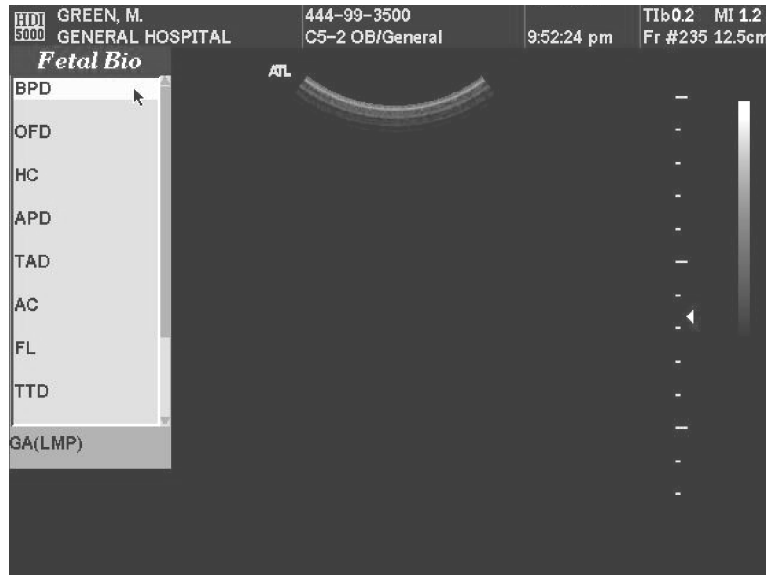 HDI 5000
GREEN, M.
GENERAL HOSPITAL
444-99-3500
C5-2 OB/General
9:52:24 pm
TIb0.2 MI 1.2
Fr #235 12.5cm
Fetal Bio
ATL
BPD
OFD
HC
APD
TAD
AC
FL
TTD
GA(LMP)